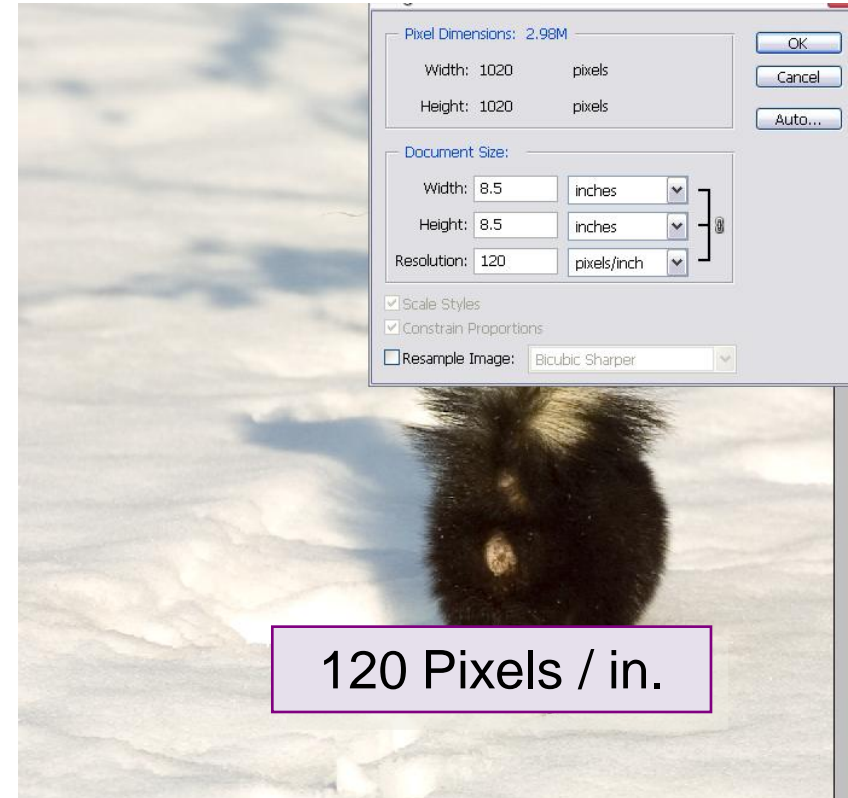 Pixel Dimensions: 2.98M
OK
Width: 1020 pixels
Cancel
Height: 1020 pixels
Auto...
Document Size:
Width: 8.5 inches
Height: 8.5 inches
Resolution: 120 pixels/inch
Scale Styles
Constrain Proportions
Resample Image: Bicubic Sharper
120 Pixels / in.